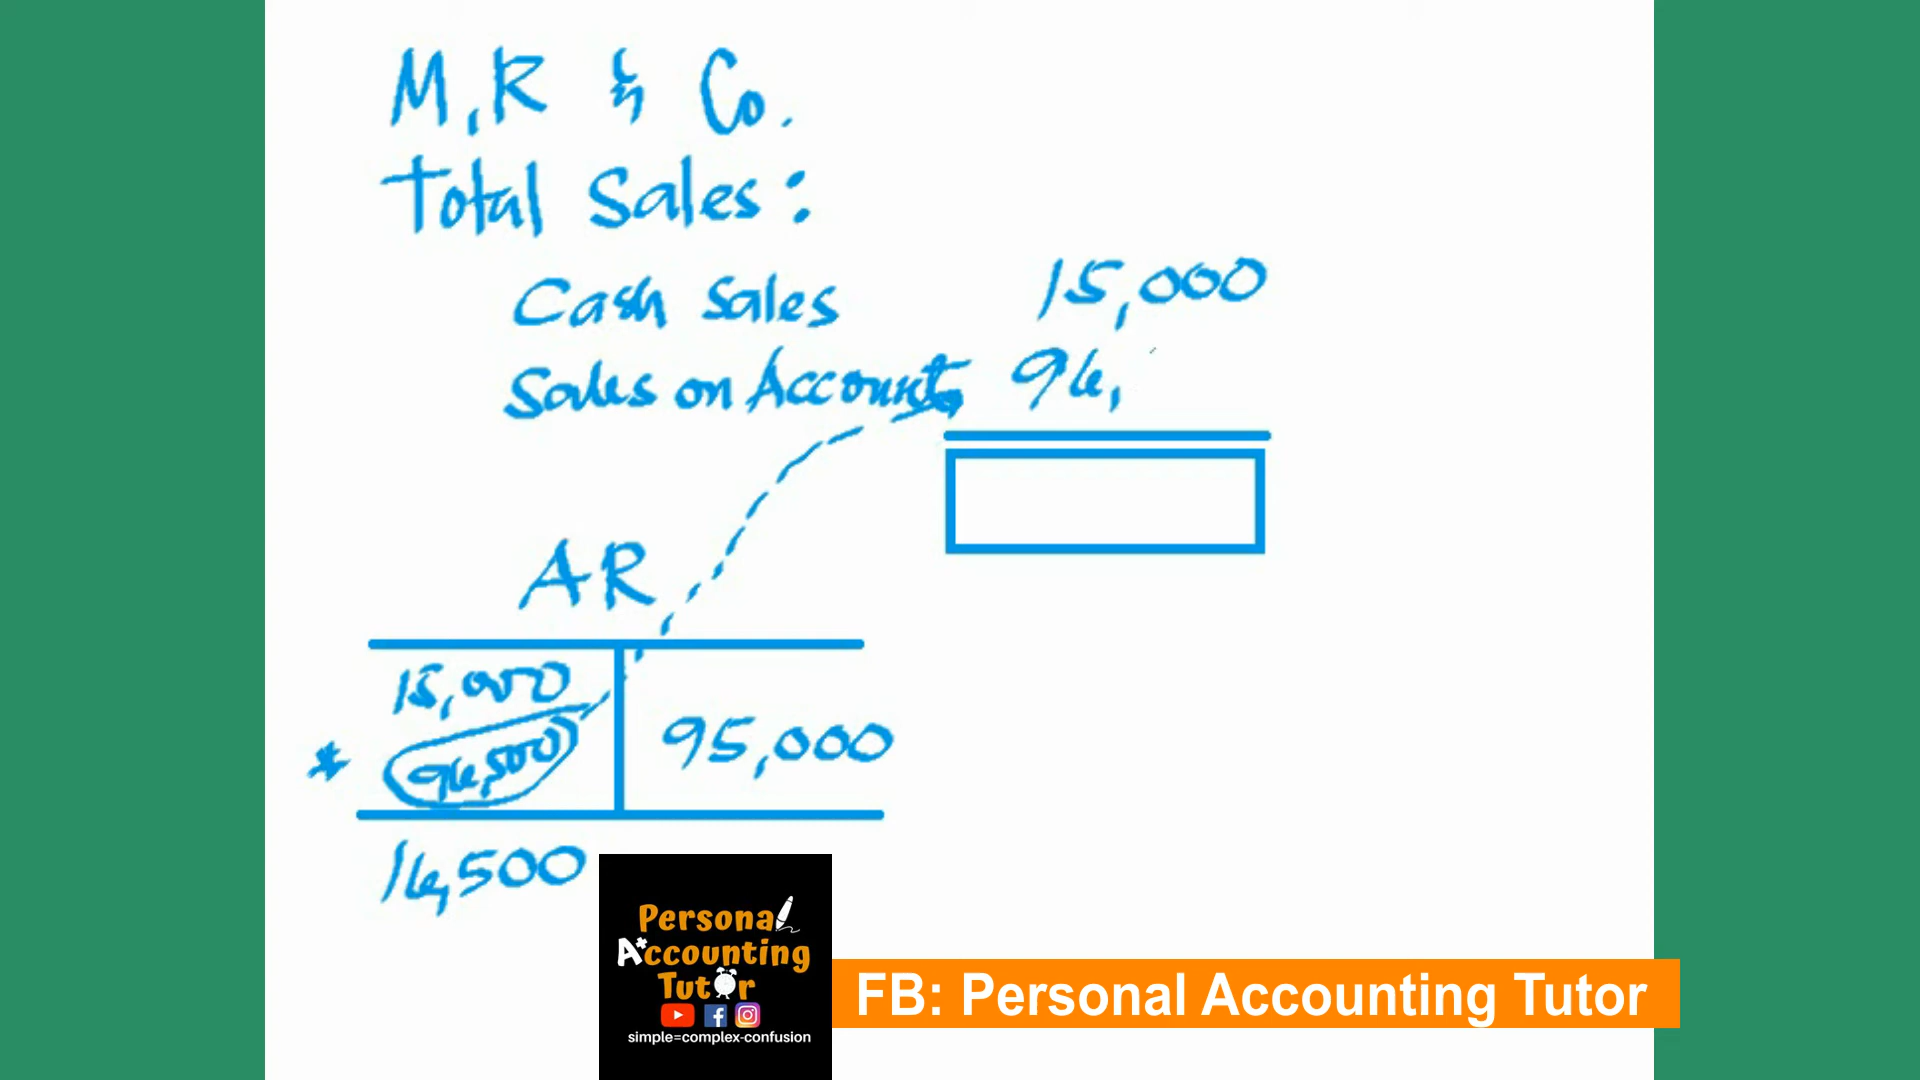 M,R & Co.
Total Sales:
Cash Sales 15,000
Sales on Account 96,
AR
15,000
* 96,500 95,000
16,500
Personal
A+ccounting
Tutor
simple=complex-confusion
FB: Personal Accounting Tutor